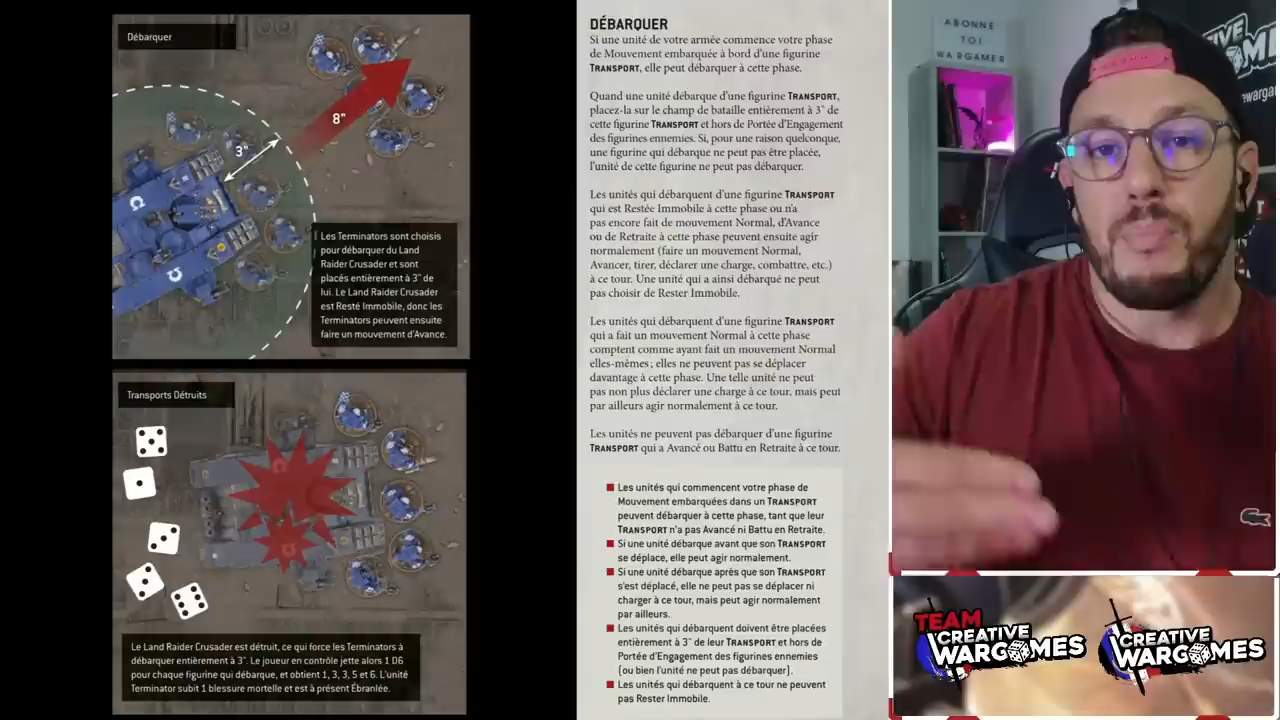 Débarquer
8"
3"
Les Terminators sont choisis
pour débarquer du Land
Raider Crusader et sont
placés entièrement à 3" de
lui. Le Land Raider Crusader
est Resté Immobile, donc les
Terminators peuvent ensuite
faire un mouvement d'Avance.
Transports Détruits
Le Land Raider Crusader est détruit, ce qui force les Terminators à
débarquer entièrement à 3". Le joueur en contrôle jette alors 1 D6
pour chaque figurine qui débarque, et obtient 1, 3, 3, 5 et 6. L'unité
Terminator subit 1 blessure mortelle et est à présent Ébranlée.
DÉBARQUER
Si une unité de votre armée commence votre phase
de Mouvement embarquée à bord d'une figurine
TRANSPORT, elle peut débarquer à cette phase.
Quand une unité débarque d'une figurine TRANSPORT,
placez-la sur le champ de bataille entièrement à 3" de
cette figurine TRANSPORT et hors de Portée d'Engagement
des figurines ennemies. Si, pour une raison quelconque,
une figurine qui débarque ne peut pas être placée,
l'unité de cette figurine ne peut pas débarquer.
Les unités qui débarquent d'une figurine TRANSPORT
qui est Restée Immobile à cette phase ou n'a
pas encore fait de mouvement Normal, d'Avance
ou de Retraite à cette phase peuvent ensuite agir
normalement (faire un mouvement Normal,
Avancer, tirer, déclarer une charge, combattre, etc.)
à ce tour. Une unité qui a ainsi débarqué ne peut
pas choisir de Rester Immobile.
Les unités qui débarquent d'une figurine TRANSPORT
qui a fait un mouvement Normal à cette phase
comptent comme ayant fait un mouvement Normal
elles-mêmes ; elles ne peuvent pas se déplacer
davantage à cette phase. Une telle unité ne peut
pas non plus déclarer une charge à ce tour, mais peut
par ailleurs agir normalement à ce tour.
Les unités ne peuvent pas débarquer d'une figurine
TRANSPORT qui a Avancé ou Battu en Retraite à ce tour.
Les unités qui commencent votre phase de
Mouvement embarquées dans un TRANSPORT
peuvent débarquer à cette phase, tant que leur
TRANSPORT n'a pas Avancé ni Battu en Retraite.
Si une unité débarque avant que son TRANSPORT
se déplace, elle peut agir normalement.
Si une unité débarque après que son TRANSPORT
s'est déplacé, elle ne peut pas se déplacer ni
charger à ce tour, mais peut agir normalement
par ailleurs.
Les unités qui débarquent doivent être placées
entièrement à 3" de leur TRANSPORT et hors de
Portée d'Engagement des figurines ennemies
(ou bien l'unité ne peut pas débarquer).
Les unités qui débarquent à ce tour ne peuvent
pas Rester Immobile.
ABONNE
TOI
WARGAMER
TEAM
CREATIVE
WARGOMES
CREATIVE
WARGOMES